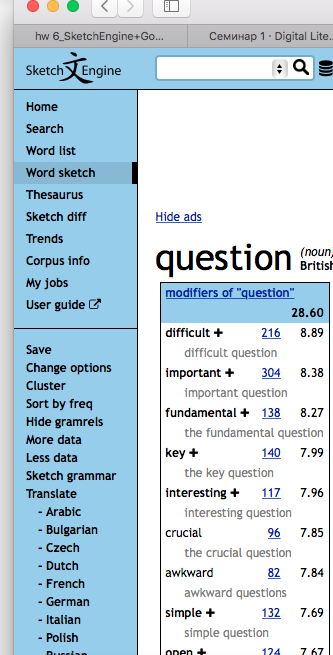 hw 6_SketchEngine+Go...
Семинар 1 · Digital Lite...
Sketch 文 Engine
Home
Search
Word list
Word sketch
Thesaurus
Sketch diff
Trends
Corpus info
My jobs
User guide
Save
Change options
Cluster
Sort by freq
Hide gramrels
More data
Less data
Sketch grammar
Translate
- Arabic
- Bulgarian
- Czech
- Dutch
- French
- German
- Italian
- Polish
Hide ads
question (noun)
British
modifiers of "question"
28.60
difficult + 216 8.89
difficult question
important + 304 8.38
important question
fundamental + 138 8.27
the fundamental question
key + 140 7.99
the key question
interesting + 117 7.96
interesting question
crucial 96 7.85
the crucial question
awkward 82 7.84
awkward questions
simple + 132 7.69
simple question
open + 124 7.67